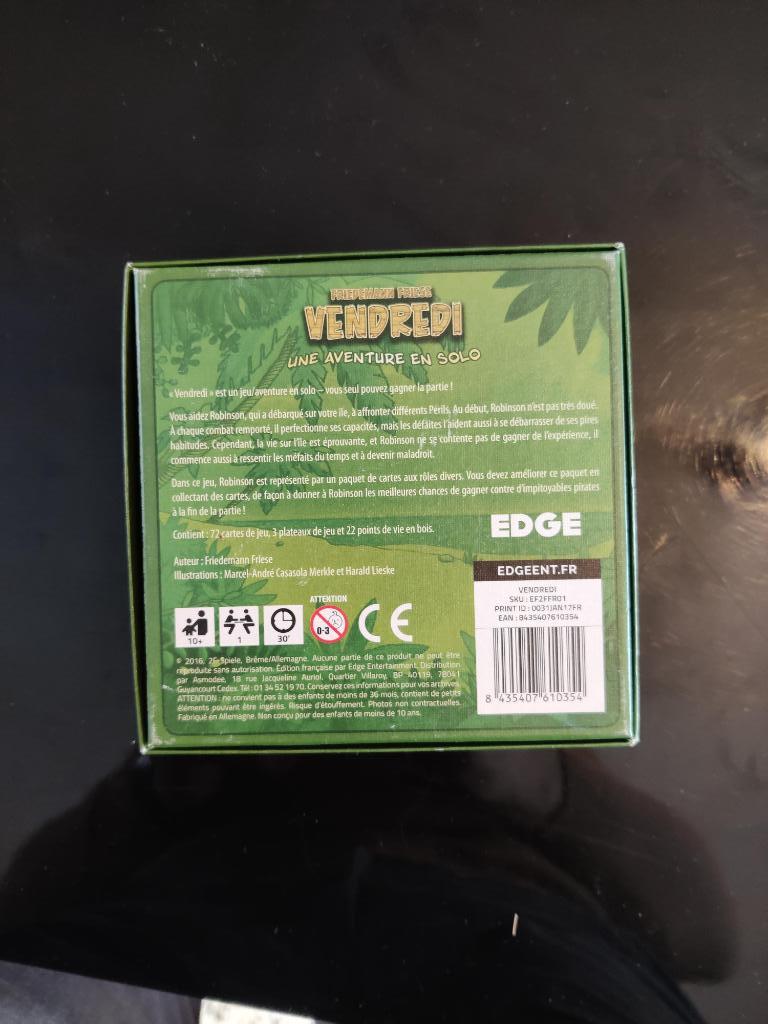 FRIEDEMANN FRIESE
VENDREDI
UNE AVENTURE EN SOLO
« Vendredi » est un jeu/aventure en solo – vous seul pouvez gagner la partie !
Vous aidez Robinson, qui a débarqué sur votre île, à affronter différents Périls. Au début, Robinson n'est pas très doué.
À chaque combat remporté, il perfectionne ses capacités, mais les défaites l'aident aussi à se débarrasser de ses pires
habitudes. Cependant, la vie sur l'île est éprouvante, et Robinson ne se contente pas de gagner de l'expérience, il
commence aussi à ressentir les méfaits du temps et à devenir maladroit.
Dans ce jeu, Robinson est représenté par un paquet de cartes aux rôles divers. Vous devez améliorer ce paquet en
collectant des cartes, de façon à donner à Robinson les meilleures chances de gagner contre d'impitoyables pirates
à la fin de la partie !
Contient : 72 cartes de jeu, 3 plateaux de jeu et 22 points de vie en bois.
EDGE
Auteur : Friedemann Friese
Illustrations : Marcel-André Casasola Merkle et Harald Lieske
EDGEENT.FR
VENDREDI
SKU : EF2FFR01
PRINT ID : 0031JAN17FR
EAN : 8435407610354
8 435407 610354
ATTENTION
10+
1
30'
0-3
CE
© 2016, 2F-Spiele, Brême/Allemagne. Aucune partie de ce produit ne peut être
reproduite sans autorisation. Édition française par Edge Entertainment. Distribution
par Asmodee, 18 rue Jacqueline Auriol, Quartier Villaroy, BP 40119, 78041
Guyancourt Cedex. Tél : 01 34 52 19 70. Conservez ces informations pour vos archives.
ATTENTION : ne convient pas à des enfants de moins de 36 mois, contient de petits
éléments pouvant être ingérés. Risque d'étouffement. Photos non contractuelles.
Fabriqué en Allemagne. Non conçu pour des enfants de moins de 10 ans.